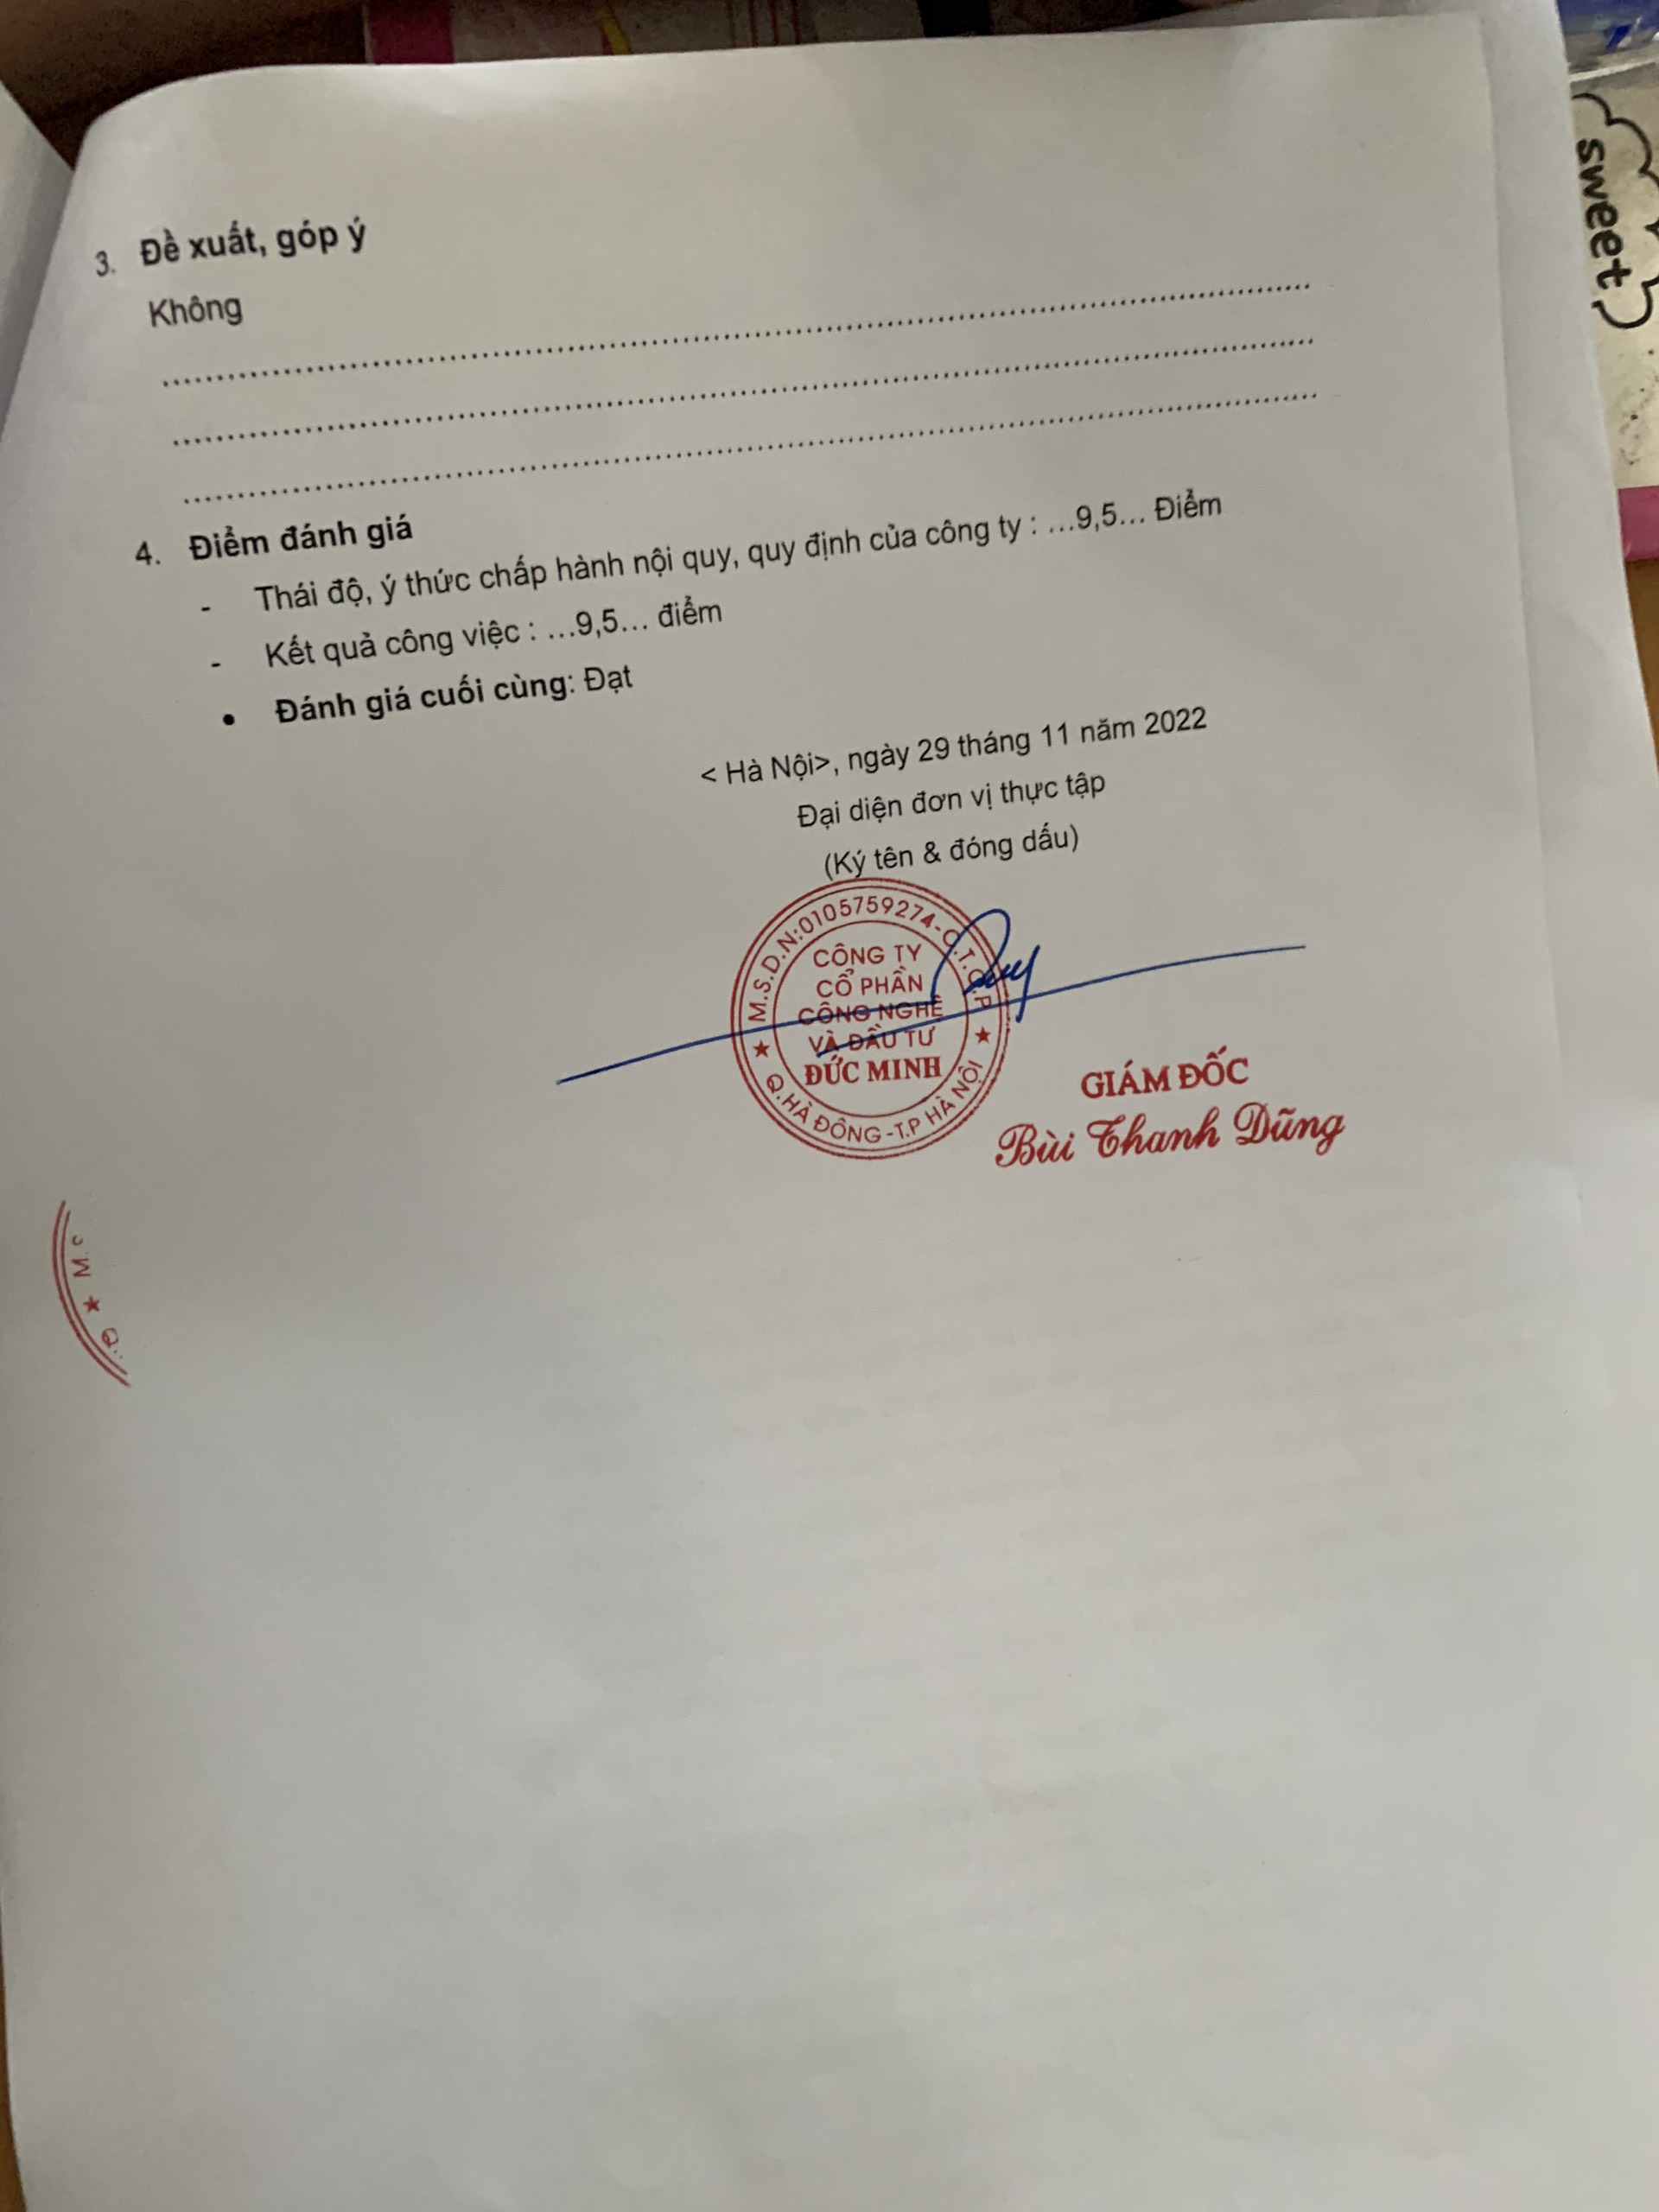 3. Đề xuất, góp ý
Không
4. Điểm đánh giá
- Thái độ, ý thức chấp hành nội quy, quy định của công ty : ...9,5... Điểm
- Kết quả công việc : ...9,5... điểm
• Đánh giá cuối cùng: Đạt
< Hà Nội>, ngày 29 tháng 11 năm 2022
Đại diện đơn vị thực tập
(Ký tên & đóng dấu)
M.S.D.N:0105759274-C.T.C.P
CÔNG TY
CỔ PHẦN
CÔNG NGHỆ
VÀ ĐẦU TƯ
ĐỨC MINH
Q.HÀ ĐÔNG-T.P HÀ NỘI
GIÁM ĐỐC
Bùi Thanh Dũng
sweet